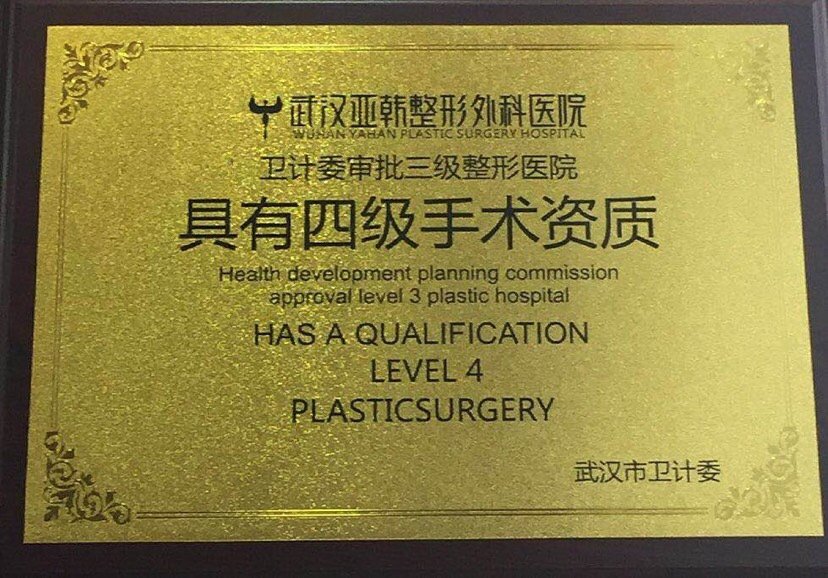 武汉亚韩整形外科医院
WUHAN YAHAN PLASTIC SURGERY HOSPITAL
卫计委审批三级整形医院
具有四级手术资质
Health development planning commission
approval level 3 plastic hospital
HAS A QUALIFICATION
LEVEL 4
PLASTICSURGERY
武汉市卫计委